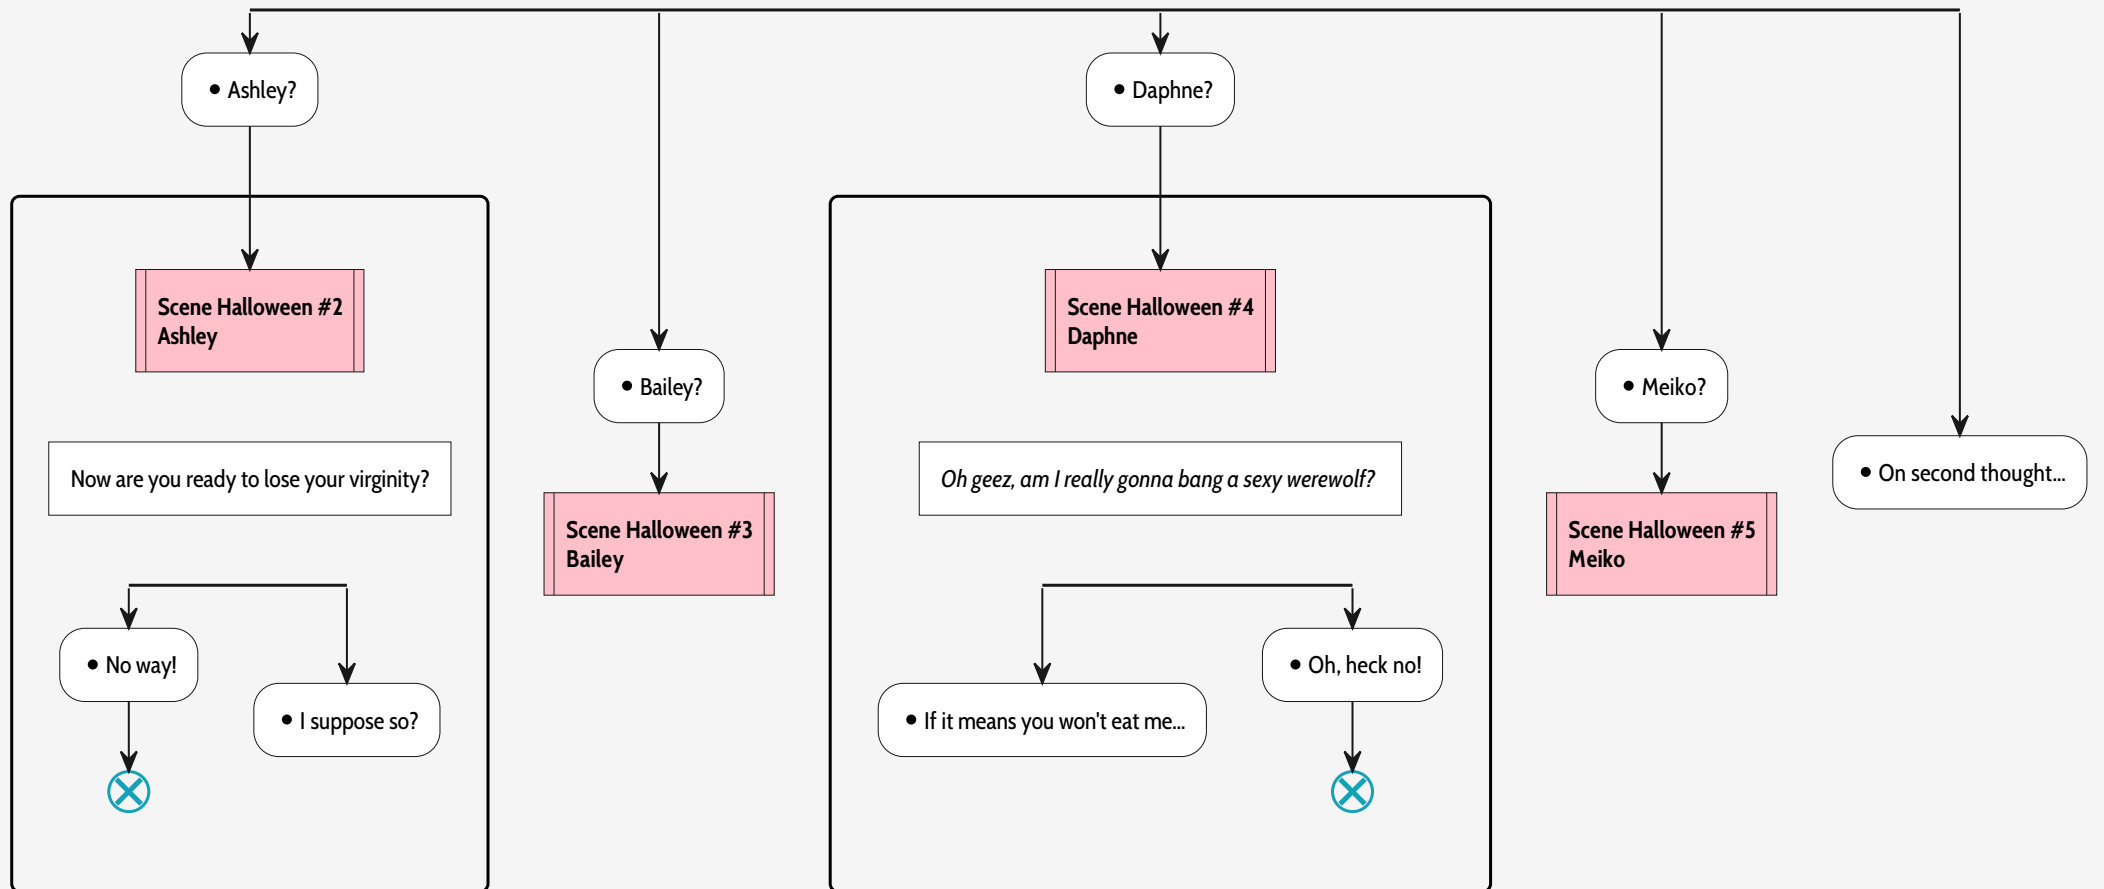 • Ashley?
• Daphne?
Scene Halloween #2
Ashley
Scene Halloween #4
Daphne
• Bailey?
• Meiko?
Now are you ready to lose your virginity?
Oh geez, am I really gonna bang a sexy werewolf?
• On second thought...
Scene Halloween #3
Bailey
Scene Halloween #5
Meiko
• No way!
• I suppose so?
• If it means you won't eat me...
• Oh, heck no!